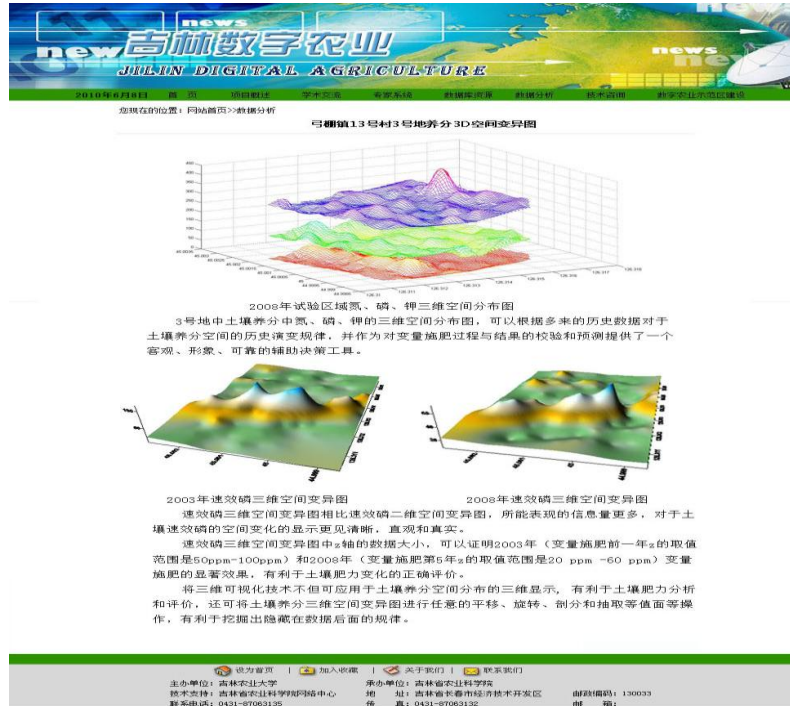 news
news
new
news
吉林数字农业
JILIN DIGITAL AGRICULTURE
2010年6月8日 首 页 项目概述 学术交流 专家系统 数据库资源 数据分析 技术咨询 数字农业示范区建设
您现在的位置: 网站首页>>数据分析
弓棚镇13号村3号地养分3D空间变异图
2008年试验区域氮、磷、钾三维空间分布图
3号地中土壤养分中氮、磷、钾的三维空间分布图, 可以根据多来的历史数据对于
土壤养分空间的历史演变规律, 并作为对变量施肥过程与结果的校验和预测提供了一个
客观、形象、可靠的辅助决策工具。
2003年速效磷三维空间变异图 2008年速效磷三维空间变异图
速效磷三维空间变异图相比速效磷二维空间变异图, 所能表现的信息量更多, 对于土
壤速效磷的空间变化的显示更见清晰, 直观和真实。
速效磷三维空间变异图中z轴的数据大小, 可以证明2003年（变量施肥前一年z的取值
范围是50ppm-100ppm）和2008年（变量施肥第5年z的取值范围是20 ppm -60 ppm）变量
施肥的显著效果, 有利于土壤肥力变化的正确评价。
将三维可视化技术不但可应用于土壤养分空间分布的三维显示, 有利于土壤肥力分析
和评价, 还可将土壤养分三维空间变异图进行任意的平移、旋转、剖分和抽取等值面等操
作, 有利于挖掘出隐藏在数据后面的规律。
设为首页 | 加入收藏 | 关于我们 | 联系我们
主办单位: 吉林农业大学 承办单位: 吉林省农业科学院
技术支持: 吉林省农业科学院网络中心 地 址: 吉林省长春市经济技术开发区 邮政编码: 130033
联系电话: 0431-87063135 传 真: 0431-87063132 邮 箱: